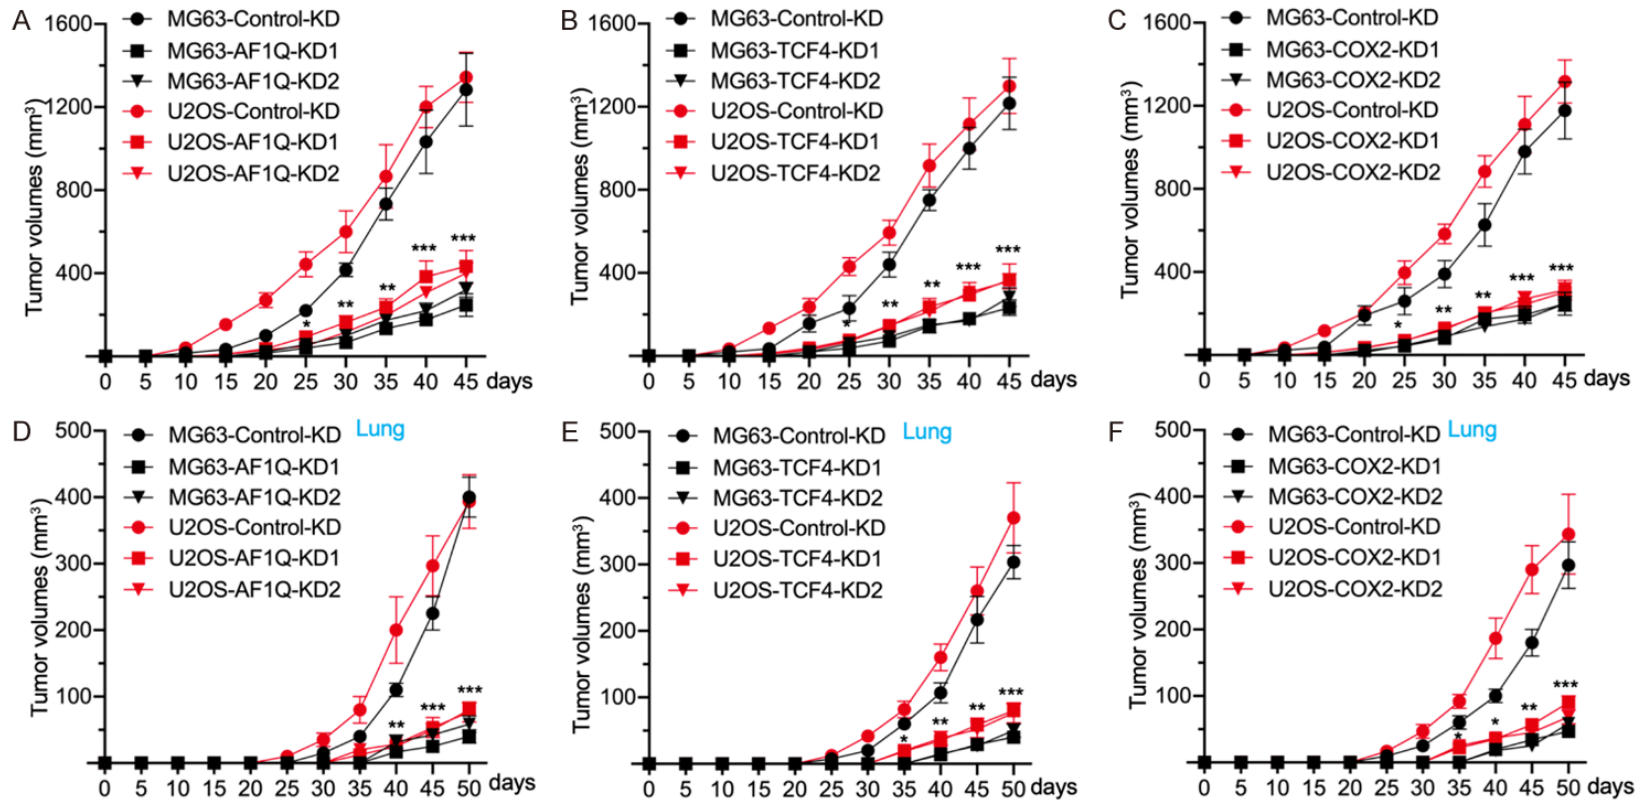 A
MG63-Control-KD
MG63-AF1Q-KD1
MG63-AF1Q-KD2
U2OS-Control-KD
U2OS-AF1Q-KD1
U2OS-AF1Q-KD2
Tumor volumes (mm³)
1600
1200
800
400
* ** ** *** ***
0 5 10 15 20 25 30 35 40 45 days
B
MG63-Control-KD
MG63-TCF4-KD1
MG63-TCF4-KD2
U2OS-Control-KD
U2OS-TCF4-KD1
U2OS-TCF4-KD2
Tumor volumes (mm³)
1600
1200
800
400
* ** ** *** ***
0 5 10 15 20 25 30 35 40 45 days
C
MG63-Control-KD
MG63-COX2-KD1
MG63-COX2-KD2
U2OS-Control-KD
U2OS-COX2-KD1
U2OS-COX2-KD2
Tumor volumes (mm³)
1600
1200
800
400
* ** ** *** ***
0 5 10 15 20 25 30 35 40 45 days
D
Lung
MG63-Control-KD
MG63-AF1Q-KD1
MG63-AF1Q-KD2
U2OS-Control-KD
U2OS-AF1Q-KD1
U2OS-AF1Q-KD2
Tumor volumes (mm³)
500
400
300
200
100
** *** ***
0 5 10 15 20 25 30 35 40 45 50 days
E
Lung
MG63-Control-KD
MG63-TCF4-KD1
MG63-TCF4-KD2
U2OS-Control-KD
U2OS-TCF4-KD1
U2OS-TCF4-KD2
Tumor volumes (mm³)
500
400
300
200
100
* ** ** ***
0 5 10 15 20 25 30 35 40 45 50 days
F
Lung
MG63-Control-KD
MG63-COX2-KD1
MG63-COX2-KD2
U2OS-Control-KD
U2OS-COX2-KD1
U2OS-COX2-KD2
Tumor volumes (mm³)
500
400
300
200
100
* * ** ***
0 5 10 15 20 25 30 35 40 45 50 days